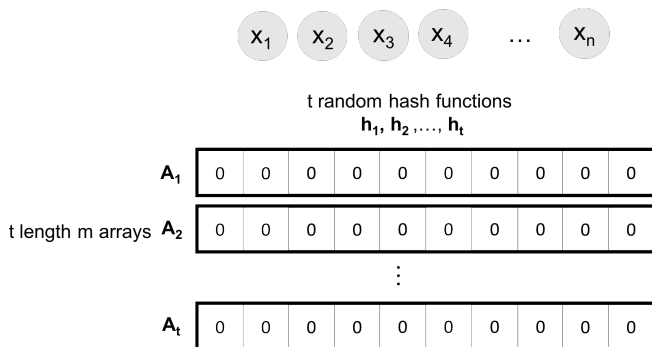 x1 x2 x3 x4 ... xn
t random hash functions
h1, h2 ,..., ht
A1 0 0 0 0 0 0 0 0 0 0
t length m arrays A2 0 0 0 0 0 0 0 0 0 0
⋮
At 0 0 0 0 0 0 0 0 0 0